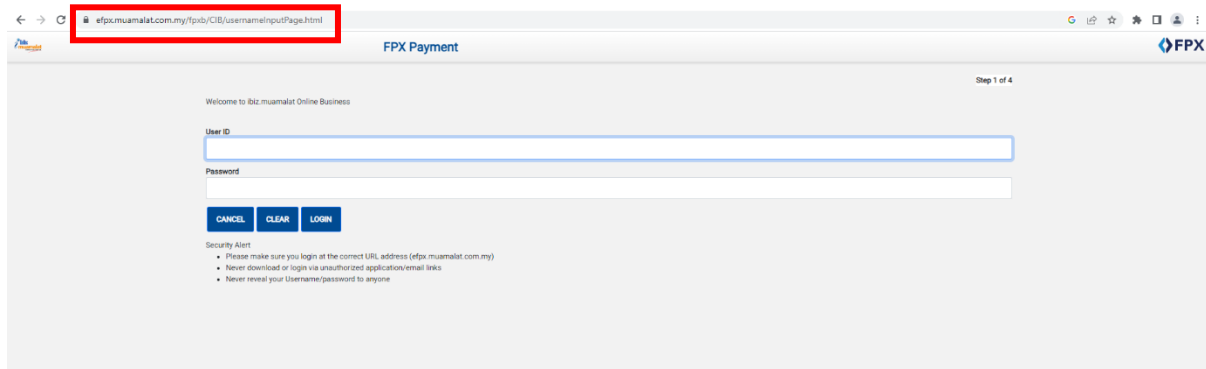 efpx.muamalat.com.my/fpxb/CIB/usernameInputPage.html
FPX Payment
FPX
Step 1 of 4
Welcome to ibiz.muamalat Online Business
User ID
Password
CANCEL CLEAR LOGIN
Security Alert
Please make sure you login at the correct URL address (efpx.muamalat.com.my)
Never download or login via unauthorized application/email links
Never reveal your Username/password to anyone